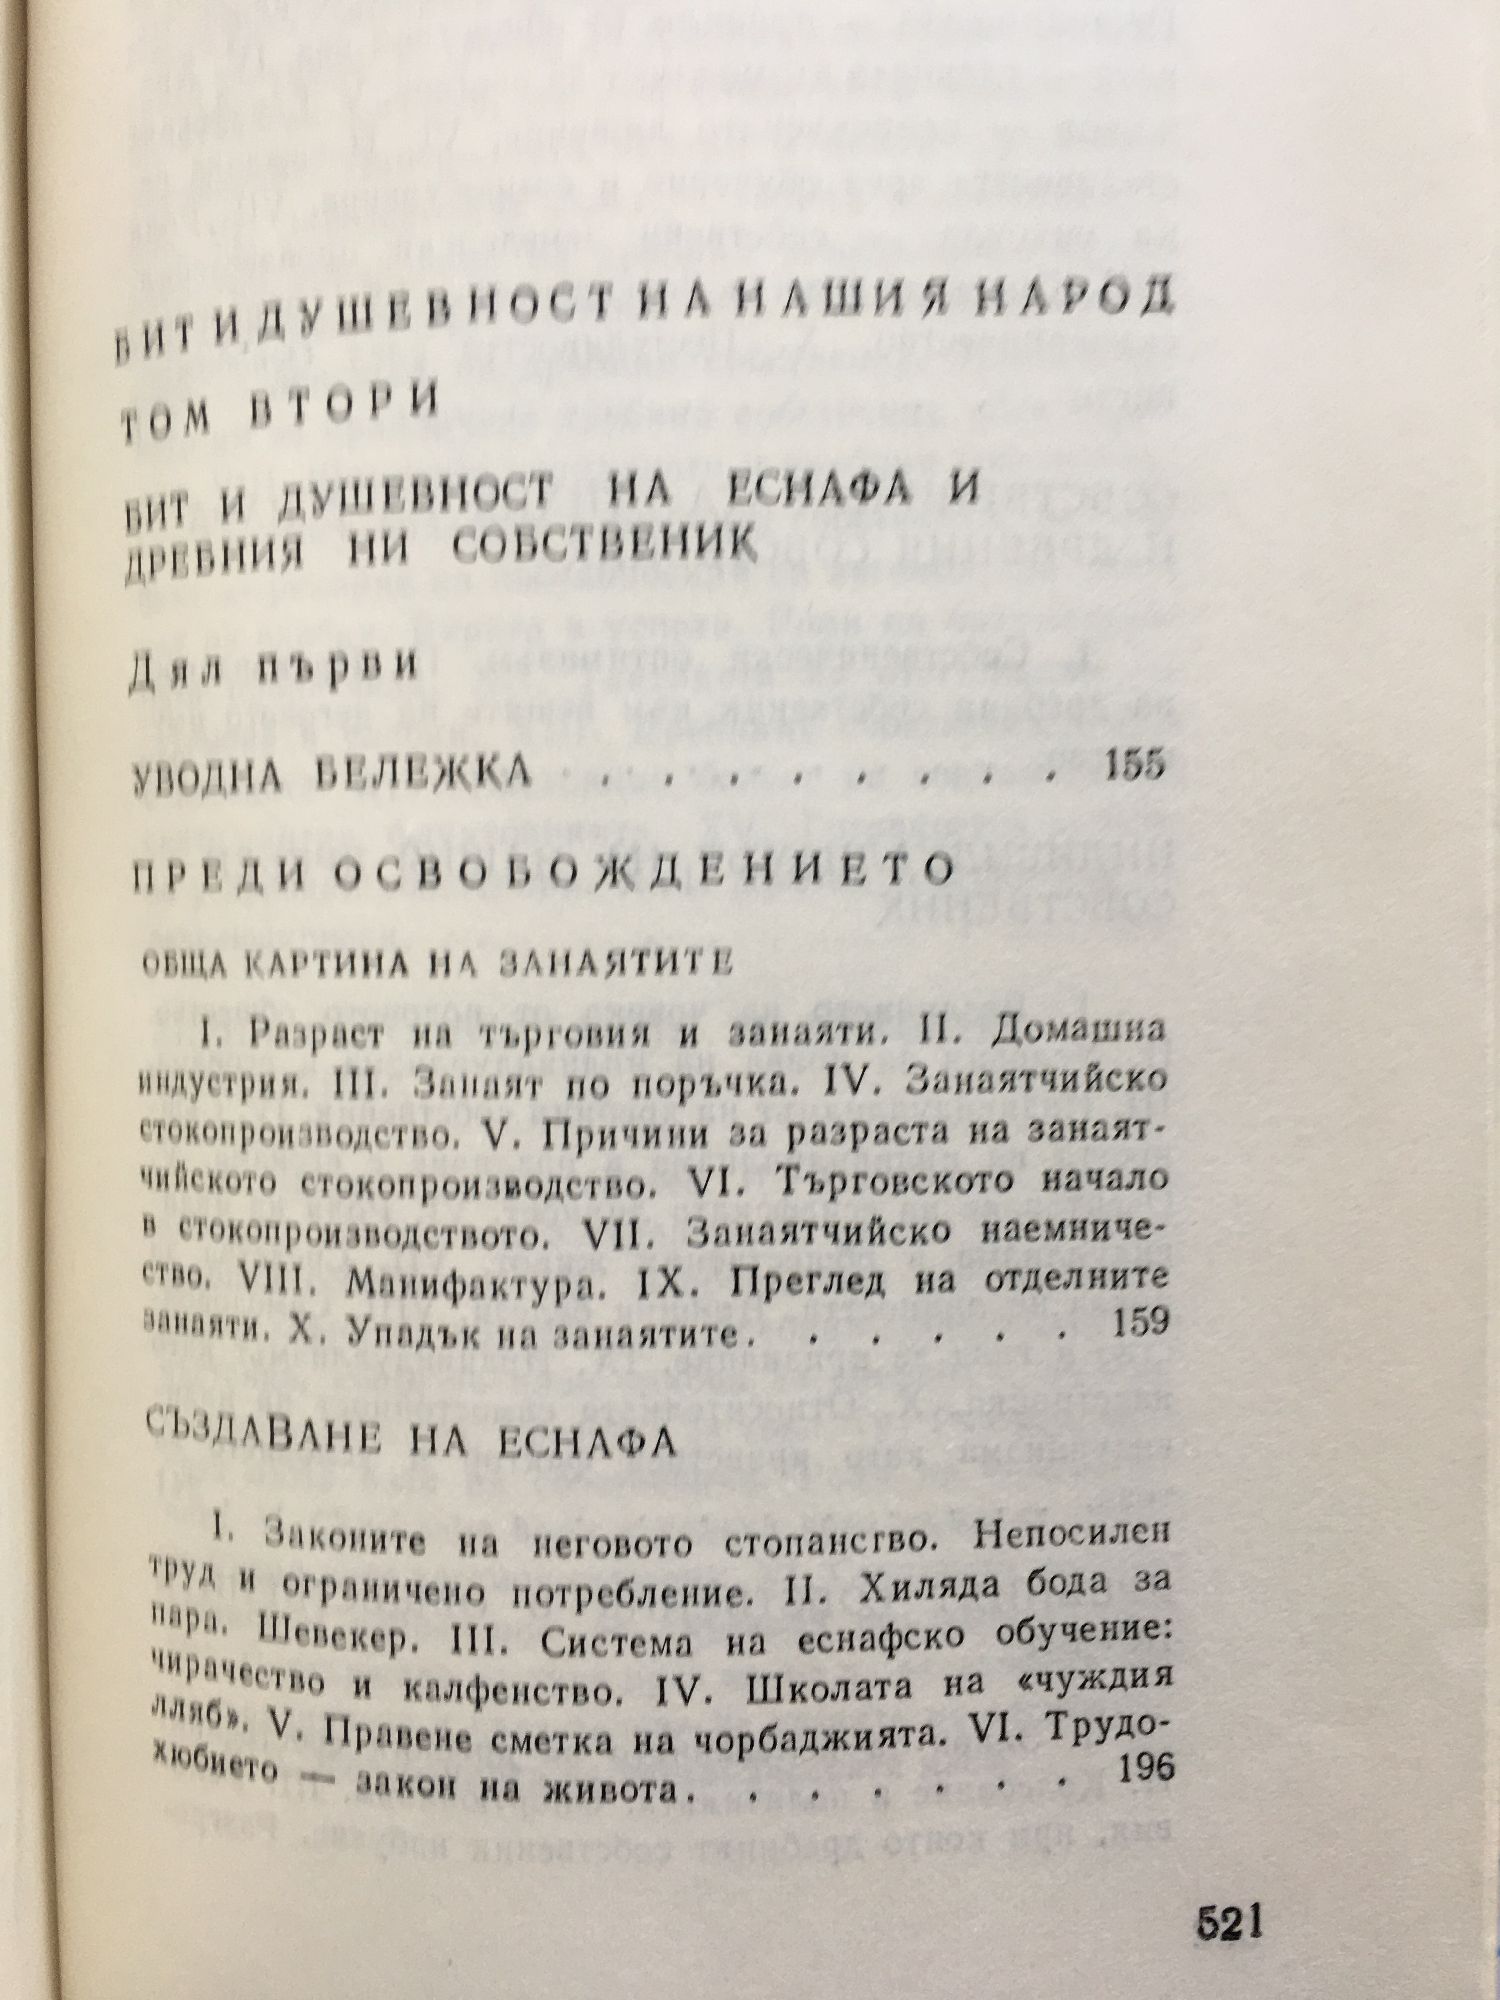 БИТ И ДУШЕВНОСТ НА НАШИЯ НАРОД
ТОМ ВТОРИ
БИТ И ДУШЕВНОСТ НА ЕСНАФА И
ДРЕБНИЯ НИ СОБСТВЕНИК
Дял първи
УВОДНА БЕЛЕЖКА . . . . . . . . 155
ПРЕДИ ОСВОБОЖДЕНИЕТО
ОБЩА КАРТИНА НА ЗАНАЯТИТЕ
I. Разраст на търговия и занаяти. II. Домашна
индустрия. III. Занаят по поръчка. IV. Занаятчийско
стокопроизводство. V. Причини за разраста на занаят-
чийското стокопроизводство. VI. Търговското начало
в стокопроизводството. VII. Занаятчийско наемниче-
ство. VIII. Манифактура. IX. Преглед на отделните
занаяти. X. Упадък на занаятите. . . . . . 159
СЪЗДАВАНЕ НА ЕСНАФА
I. Законите на неговото стопанство. Непосилен
труд и ограничено потребление. II. Хиляда бода за
пара. Шевекер. III. Система на еснафско обучение:
чирачество и калфенство. IV. Школата на «чуждия
лляб». V. Правене сметка на чорбаджията. VI. Трудо-
хюбието — закон на живота. . . . . . . 196
521